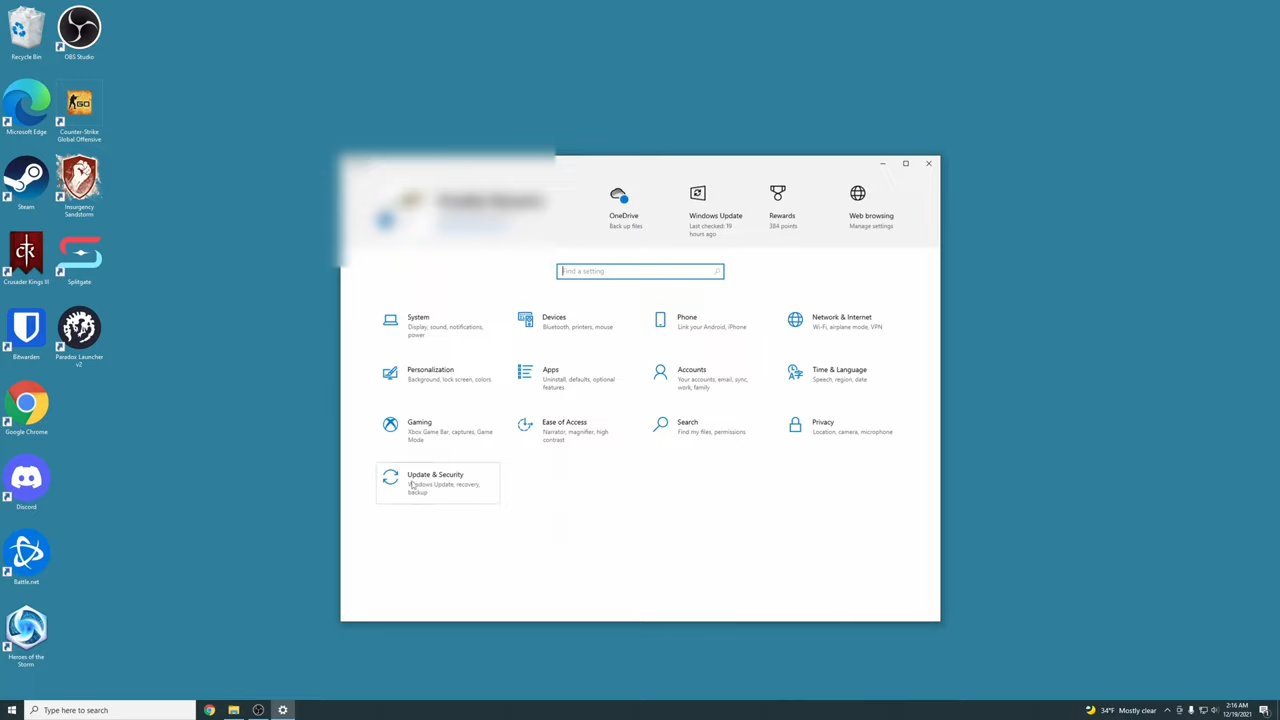 Recycle Bin
OBS Studio
Microsoft Edge
Counter-Strike
Global Offensive
Steam
Insurgency
Sandstorm
Crusader Kings III
Splitgate
Bitwarden
Paradox Launcher
v2
Google Chrome
Discord
Battle.net
Heroes of the
Storm
OneDrive
Back up files
Windows Update
Last checked: 19
hours ago
Rewards
384 points
Web browsing
Manage settings
Find a setting
System
Display, sound, notifications,
power
Devices
Bluetooth, printers, mouse
Phone
Link your Android, iPhone
Network & Internet
Wi-Fi, airplane mode, VPN
Personalization
Background, lock screen, colors
Apps
Uninstall, defaults, optional
features
Accounts
Your accounts, email, sync,
work, family
Time & Language
Speech, region, date
Gaming
Xbox Game Bar, captures, Game
Mode
Ease of Access
Narrator, magnifier, high
contrast
Search
Find my files, permissions
Privacy
Location, camera, microphone
Update & Security
Windows Update, recovery,
backup
Type here to search
34°F Mostly clear
2:16 AM
12/19/2021